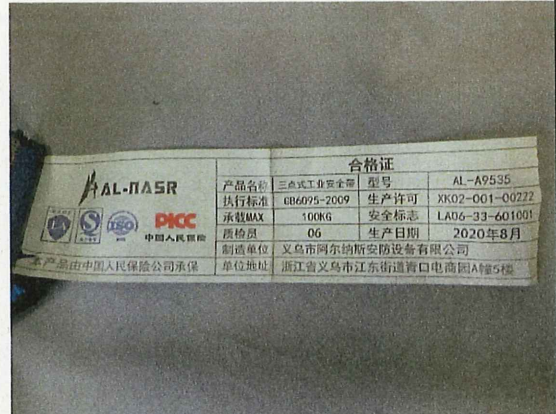 合格证
AL-NASR
产品名称 三点式工业安全带 型号 AL-A9535
执行标准 GB6095-2009 生产许可 XK02-001-00222
承载MAX 100KG 安全标志 LA06-33-601001
质检员 06 生产日期 2020年8月
ISO
PICC
中国人民保险
制造单位 义乌市阿尔纳斯安防设备有限公司
本产品由中国人民保险公司承保
单位地址 浙江省义乌市江东街道青口电商园A幢5楼